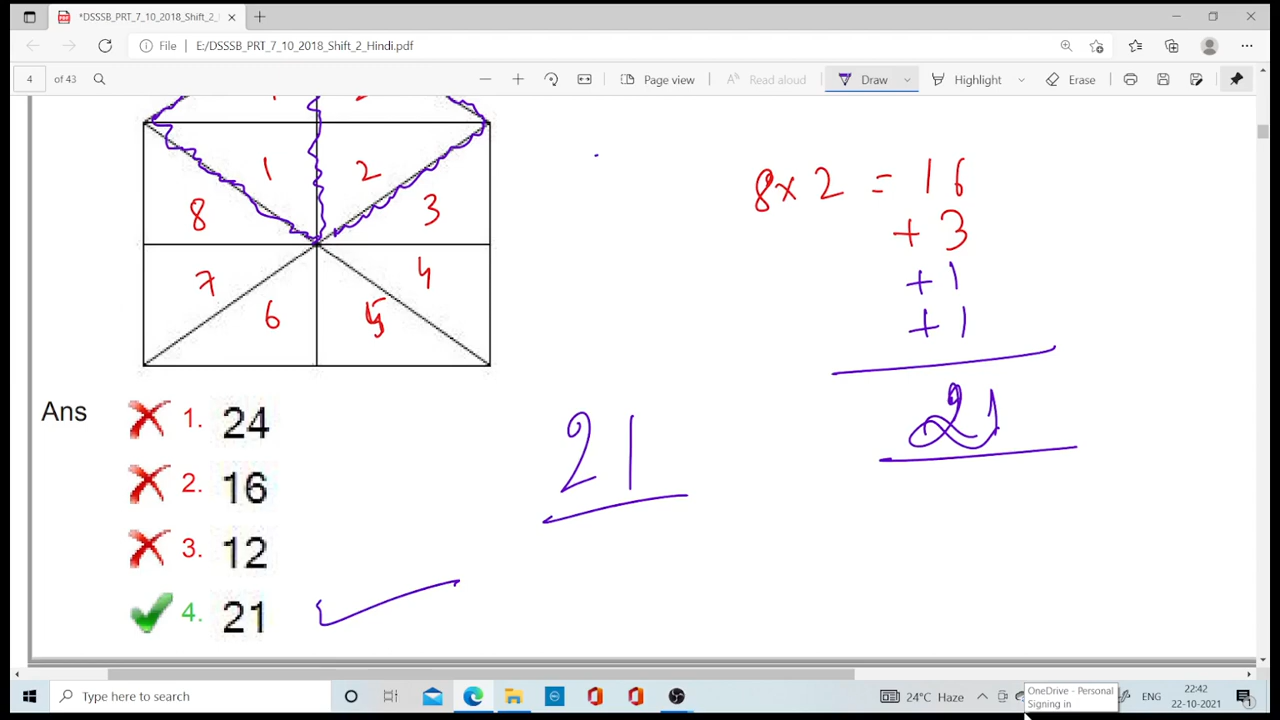 *DSSSB_PRT_7_10_2018_Shift_2_
File E:/DSSSB_PRT_7_10_2018_Shift_2_Hindi.pdf
4 of 43 Page view Read aloud Draw Highlight Erase
1 2
8 3
7 4
6 5
8 x 2 = 16
+ 3
+ 1
+ 1
21
21
Ans 1. 24
2. 16
3. 12
4. 21
Type here to search
24°C Haze
OneDrive - Personal
Signing in
ENG
22:42
22-10-2021
1